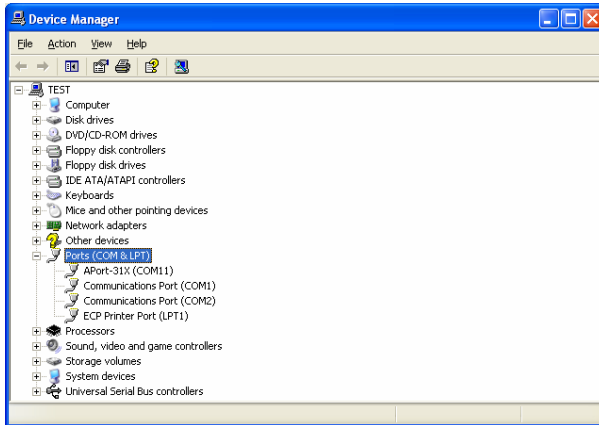 Device Manager
File Action View Help
TEST
Computer
Disk drives
DVD/CD-ROM drives
Floppy disk controllers
Floppy disk drives
IDE ATA/ATAPI controllers
Keyboards
Mice and other pointing devices
Network adapters
Other devices
Ports (COM & LPT)
APort-31X (COM11)
Communications Port (COM1)
Communications Port (COM2)
ECP Printer Port (LPT1)
Processors
Sound, video and game controllers
Storage volumes
System devices
Universal Serial Bus controllers